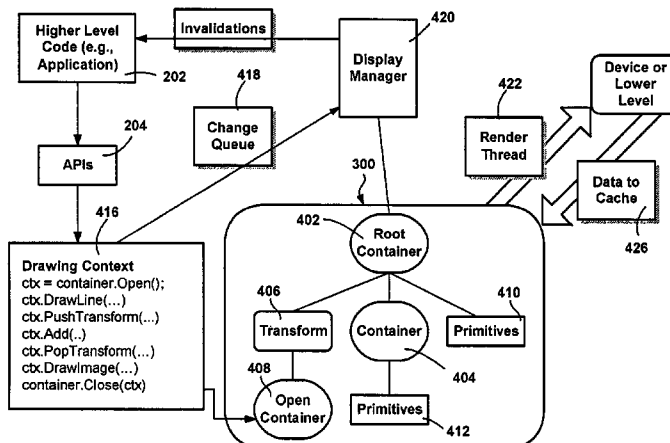 Higher Level
Code (e.g.,
Application)
202
Invalidations
420
Display
Manager
418
Change
Queue
422
Render
Thread
Device or
Lower
Level
204
APIs
Data to
Cache
426
300
416
Drawing Context
ctx = container.Open();
ctx.DrawLine(...)
ctx.PushTransform(...)
ctx.Add(..)
ctx.PopTransform(...)
ctx.DrawImage(...)
container.Close(ctx)
402
Root
Container
406
Transform
Container
404
410
Primitives
408
Open
Container
Primitives
412